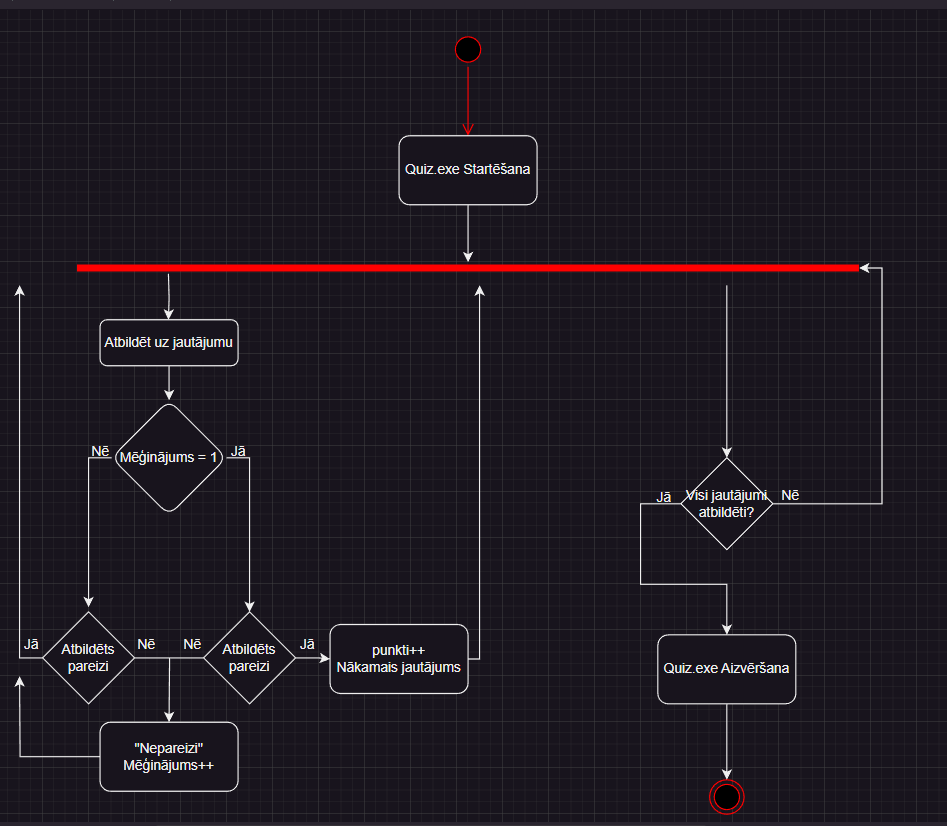 Quiz.exe Startēšana
Atbildēt uz jautājumu
Nē
Mēģinājums = 1
Jā
Jā
Visi jautājumi
atbildēti?
Nē
Jā
Atbildēts
pareizi
Nē
Nē
Atbildēts
pareizi
Jā
punkti++
Nākamais jautājums
Quiz.exe Aizvēršana
"Nepareizi"
Mēģinājums++